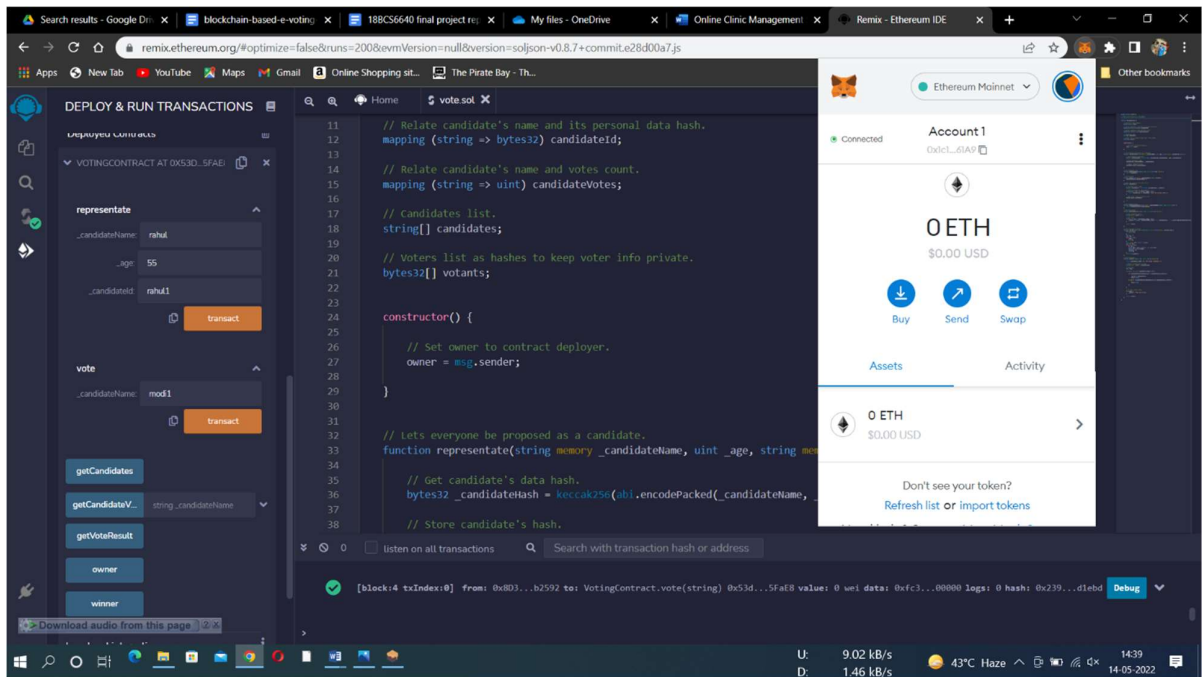 Search results - Google Dri
blockchain-based-e-voting
18BCS6640 final project rep
My files - OneDrive
Online Clinic Management
Remix - Ethereum IDE
remix.ethereum.org/#optimize=false&runs=200&evmVersion=null&version=soljson-v0.8.7+commit.e28d00a7.js
Apps
New Tab
YouTube
Maps
Gmail
Online Shopping sit...
The Pirate Bay - Th...
Other bookmarks
DEPLOY & RUN TRANSACTIONS
Deployed Contracts
VOTINGCONTRACT AT 0X53D...5FAE
representate
_candidateName: rahul
_age: 55
_candidateId: rahul1
transact
vote
_candidateName: modi1
transact
getCandidates
getCandidateV... string _candidateName
getVoteResult
owner
winner
Download audio from this page
Home
vote.sol
11 // Relate candidate's name and its personal data hash.
12 mapping (string => bytes32) candidateId;
13
14 // Relate candidate's name and votes count.
15 mapping (string => uint) candidateVotes;
16
17 // Candidates list.
18 string[] candidates;
19
20 // Voters list as hashes to keep voter info private.
21 bytes32[] votants;
22
23
24 constructor() {
25
26 // Set owner to contract deployer.
27 owner = msg.sender;
28
29 }
30
31
32 // Lets everyone be proposed as a candidate.
33 function representate(string memory _candidateName, uint _age, string mem
34
35 // Get candidate's data hash.
36 bytes32 _candidateHash = keccak256(abi.encodePacked(_candidateName, _
37
38 // Store candidate's hash.
0
listen on all transactions
Search with transaction hash or address
[block:4 txIndex:0] from: 0x8D3...b2592 to: VotingContract.vote(string) 0x53d...5FaE8 value: 0 wei data: 0xfc3...00000 logs: 0 hash: 0x239...d1ebd
Debug
>
Ethereum Mainnet
Connected
Account 1
0x1c1...61A9
0 ETH
$0.00 USD
Buy
Send
Swap
Assets
Activity
0 ETH
$0.00 USD
Don't see your token?
Refresh list or import tokens
U: 9.02 kB/s
D: 1.46 kB/s
43°C Haze
14:39
14-05-2022